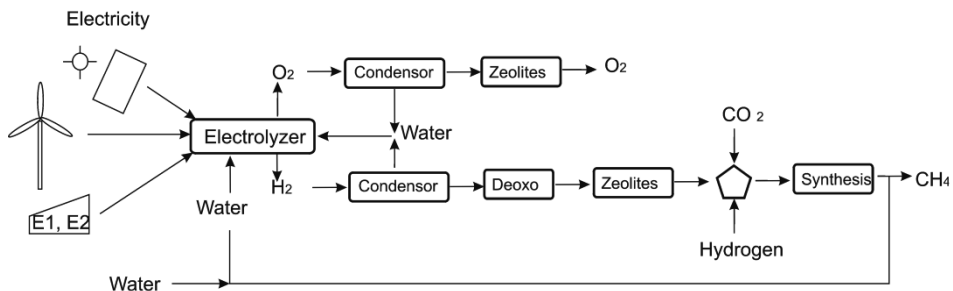 Electricity
O2
Condensor
Zeolites
O2
Electrolyzer
Water
CO 2
H2
Condensor
Deoxo
Zeolites
Synthesis
CH4
Water
E1, E2
Hydrogen
Water